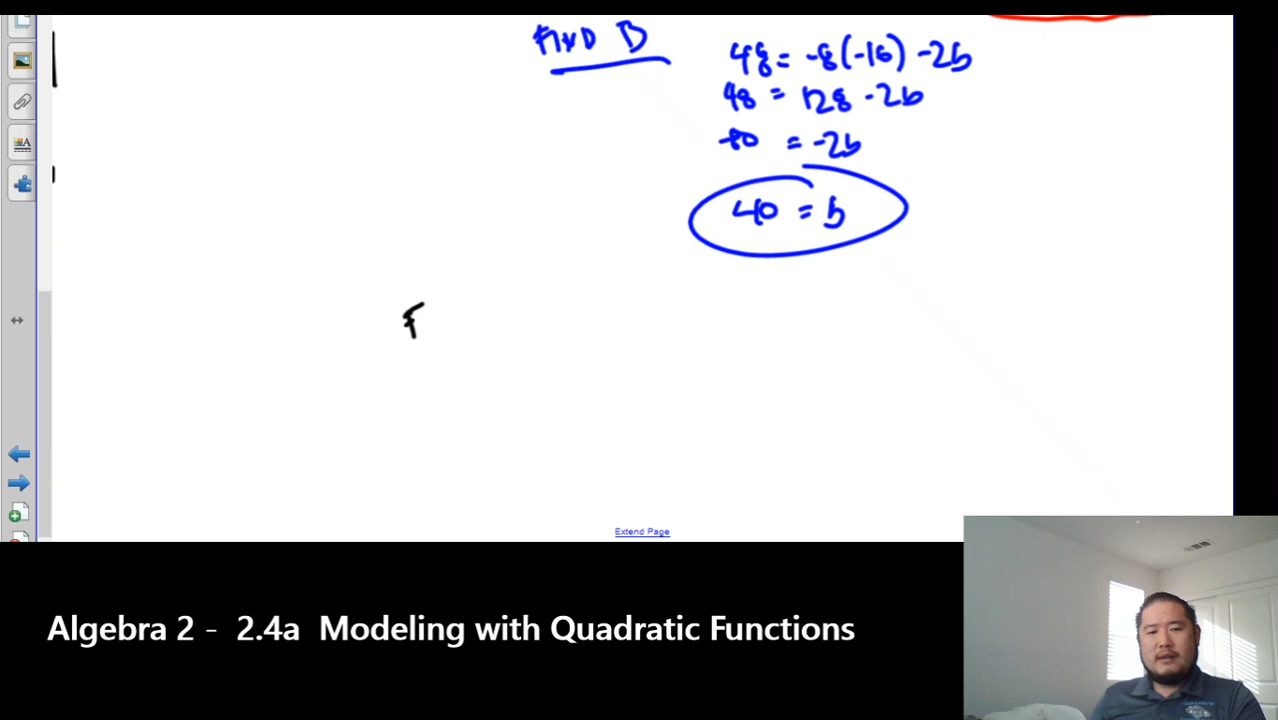 FIND B
48 = -8(-16) -2b
48 = 128 -2b
-80 = -2b
40 = b
F
Extend Page
Algebra 2 - 2.4a Modeling with Quadratic Functions